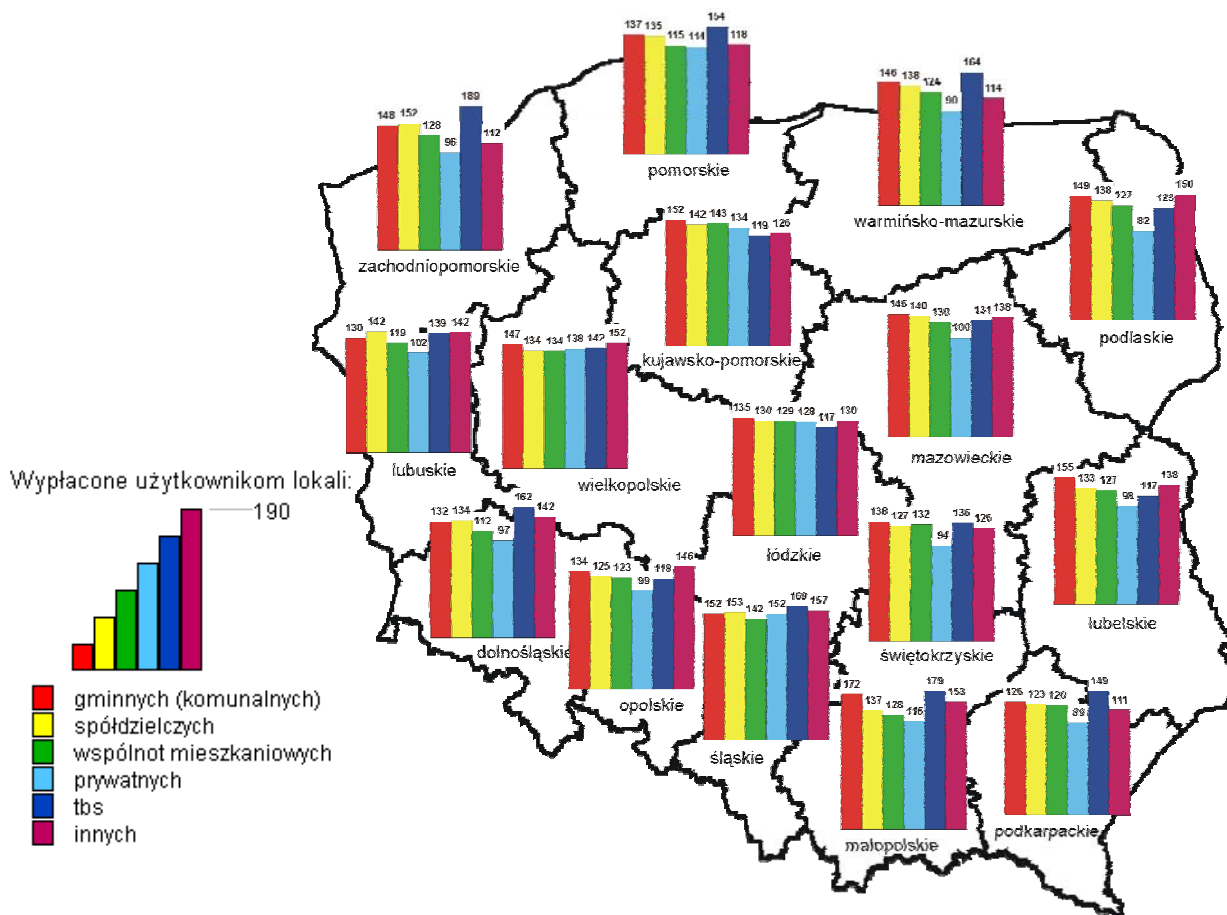 137 135 115 114 154 118
pomorskie
146 138 124 90 164 114
warmińsko-mazurskie
148 152 128 96 189 112
zachodniopomorskie
149 138 127 82 123 150
podlaskie
152 142 143 134 119 126
kujawsko-pomorskie
146 140 130 100 131 138
mazowieckie
130 142 119 102 139 142
lubuskie
147 134 134 138 142 152
wielkopolskie
135 130 129 128 117 130
łódzkie
155 133 127 98 117 138
lubelskie
Wypłacone użytkownikom lokali:
190
132 134 112 97 162 142
dolnośląskie
138 127 132 94 136 126
świętokrzyskie
134 125 123 99 118 146
opolskie
152 153 142 152 169 157
śląskie
172 137 128 116 179 153
małopolskie
126 123 120 89 149 111
podkarpackie
gminnych (komunalnych)
spółdzielczych
wspólnot mieszkaniowych
prywatnych
tbs
innych